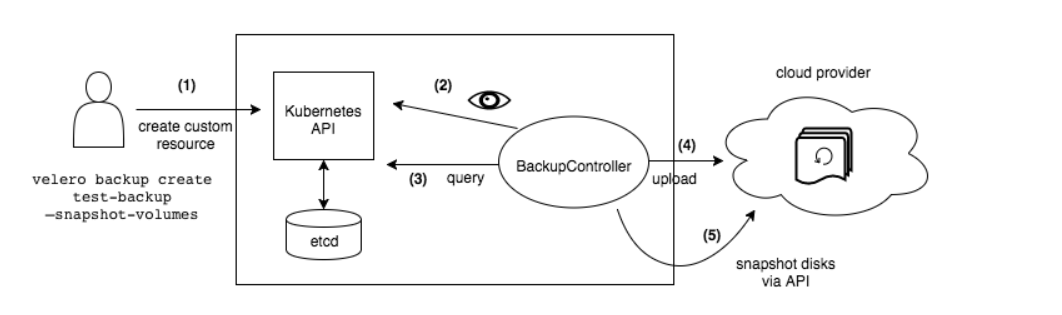 (1)
create custom
resource
velero backup create
test-backup
—snapshot-volumes
Kubernetes
API
etcd
(2)
(3)
query
BackupController
(4)
upload
(5)
cloud provider
snapshot disks
via API